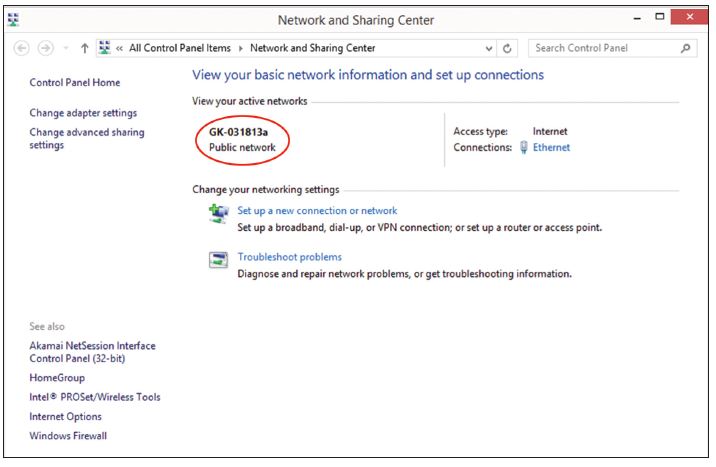 Network and Sharing Center
« All Control Panel Items Network and Sharing Center
Search Control Panel
Control Panel Home
Change adapter settings
Change advanced sharing
settings
View your basic network information and set up connections
View your active networks
GK-031813a
Public network
Access type: Internet
Connections: Ethernet
Change your networking settings
Set up a new connection or network
Set up a broadband, dial-up, or VPN connection; or set up a router or access point.
Troubleshoot problems
Diagnose and repair network problems, or get troubleshooting information.
See also
Akamai NetSession Interface
Control Panel (32-bit)
HomeGroup
Intel® PROSet/Wireless Tools
Internet Options
Windows Firewall